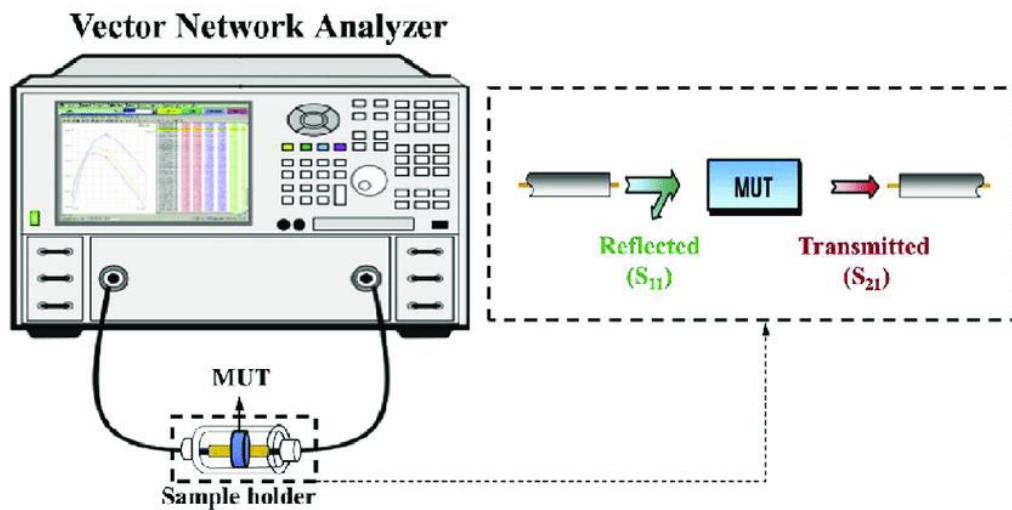 Vector Network Analyzer
MUT
Reflected
(S₁₁)
Transmitted
(S₂₁)
MUT
Sample holder